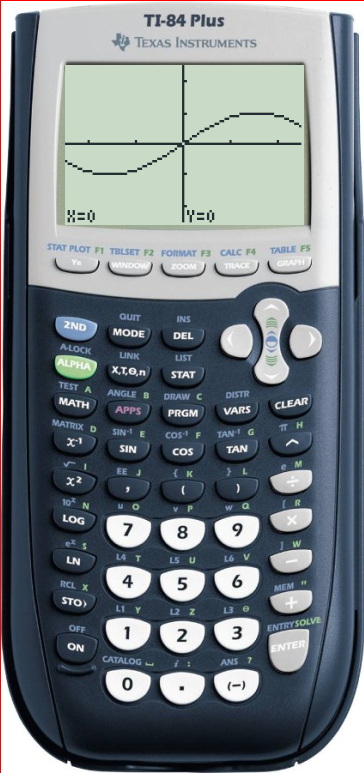 TI-84 Plus
TEXAS INSTRUMENTS
X=0 Y=0
STAT PLOT F1 TBLSET F2 FORMAT F3 CALC F4 TABLE F5
Y= WINDOW ZOOM TRACE GRAPH
QUIT INS
2ND MODE DEL
A-LOCK LINK LIST
ALPHA X,T,Θ,n STAT
TEST A ANGLE B DRAW C DISTR
MATH APPS PRGM VARS CLEAR
MATRIX D SIN⁻¹ E COS⁻¹ F TAN⁻¹ G π H
x⁻¹ SIN COS TAN ^
√ I EE J { K } L e M
x² , ( ) ÷
10ˣ N u O v P w Q [ R
LOG 7 8 9 ×
eˣ S L4 T L5 U L6 V ] W
LN 4 5 6 −
RCL X L1 Y L2 Z L3 θ MEM "
STO› 1 2 3 +
OFF CATALOG i : ANS ? ENTRY SOLVE
ON 0 . (−) ENTER